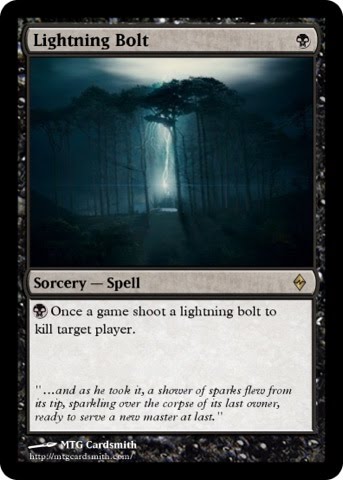 Lightning Bolt
Sorcery — Spell
Once a game shoot a lightning bolt to
kill target player.
"...and as he took it, a shower of sparks flew from
its tip, sparkling over the corpse of its last owner,
ready to serve a new master at last."
MTG Cardsmith
http://mtgcardsmith.com/